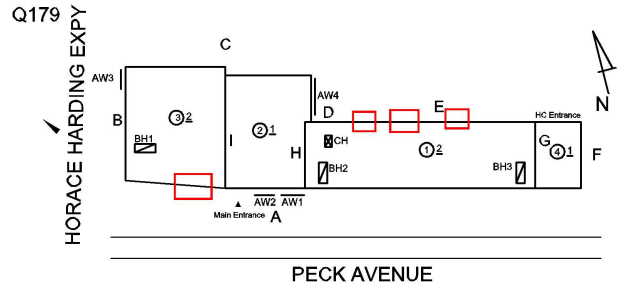 Q179
HORACE HARDING EXPY
C
AW3
AW4
B
D
E
HC Entrance
N
3 2
2 1
I
H
CH
1 2
G
4 1
F
BH1
BH2
BH3
Main Entrance
AW2
AW1
A
PECK AVENUE